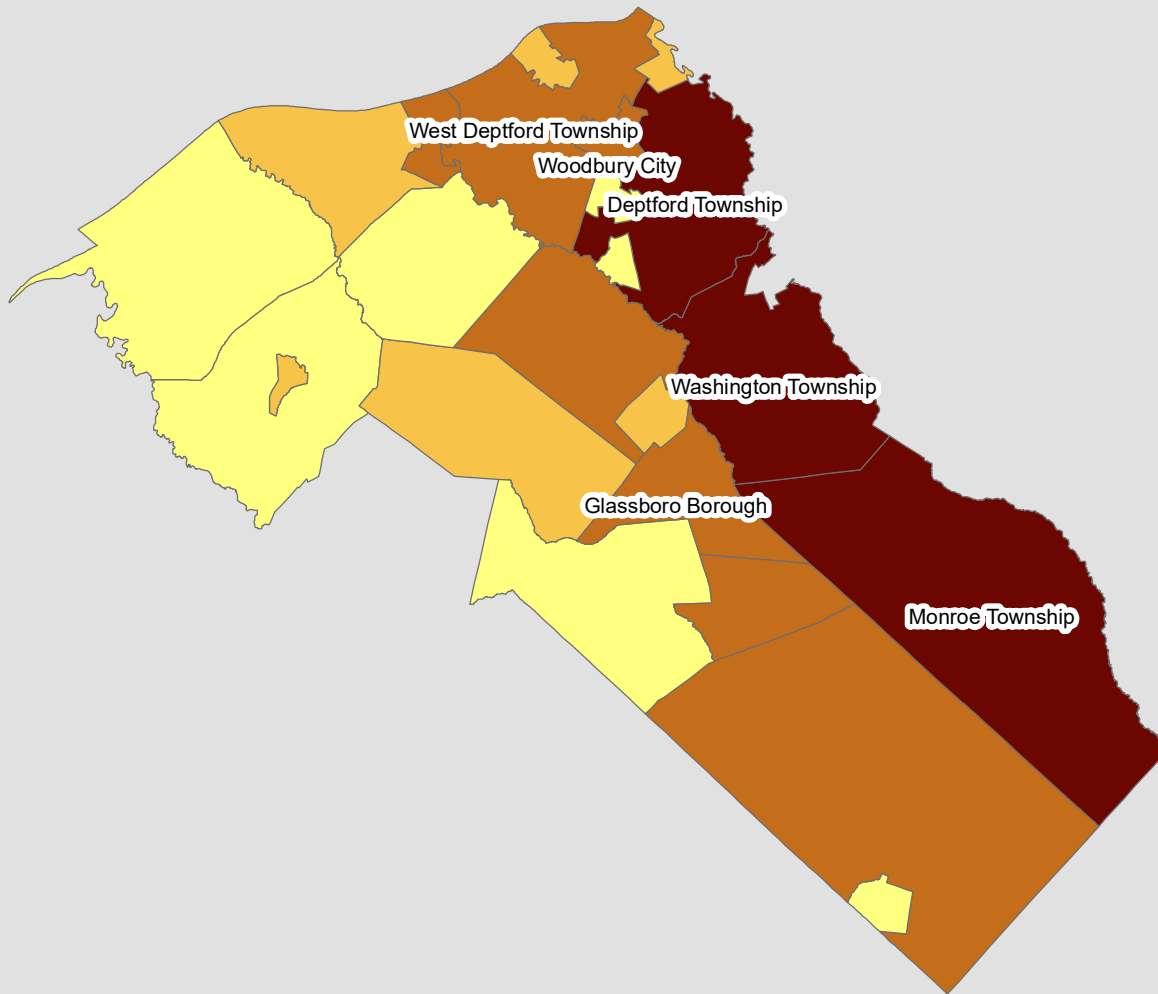 West Deptford Township
Woodbury City
Deptford Township
Washington Township
Glassboro Borough
Monroe Township